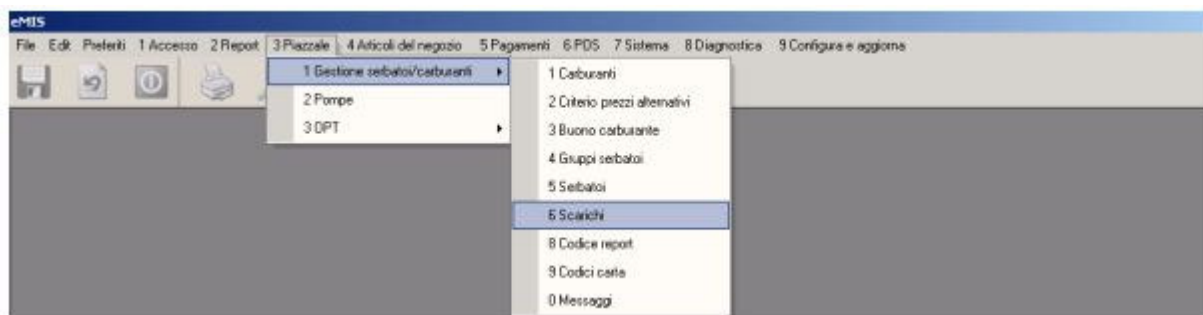 eMIS
File Edit Preferiti 1 Accesso 2 Report 3 Piazzale 4 Articoli del negozio 5 Pagamenti 6 POS 7 Sistema 8 Diagnostica 9 Configura e aggiorna
1 Gestione serbatoi/carburanti
2 Pompe
3 OPT
1 Carburanti
2 Criterio prezzi alternativi
3 Buono carburante
4 Gruppi serbatoi
5 Serbatoi
6 Scarichi
8 Codice report
9 Codici carta
0 Messaggi